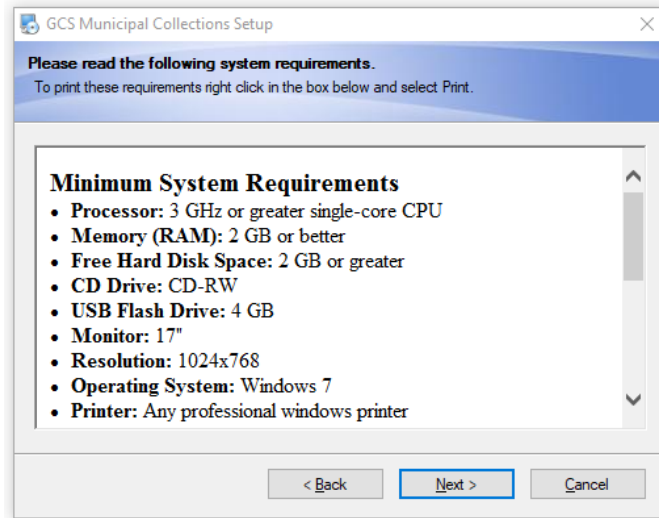 GCS Municipal Collections Setup
Please read the following system requirements.
To print these requirements right click in the box below and select Print.
Minimum System Requirements
• Processor: 3 GHz or greater single-core CPU
• Memory (RAM): 2 GB or better
• Free Hard Disk Space: 2 GB or greater
• CD Drive: CD-RW
• USB Flash Drive: 4 GB
• Monitor: 17"
• Resolution: 1024x768
• Operating System: Windows 7
• Printer: Any professional windows printer
< Back Next > Cancel